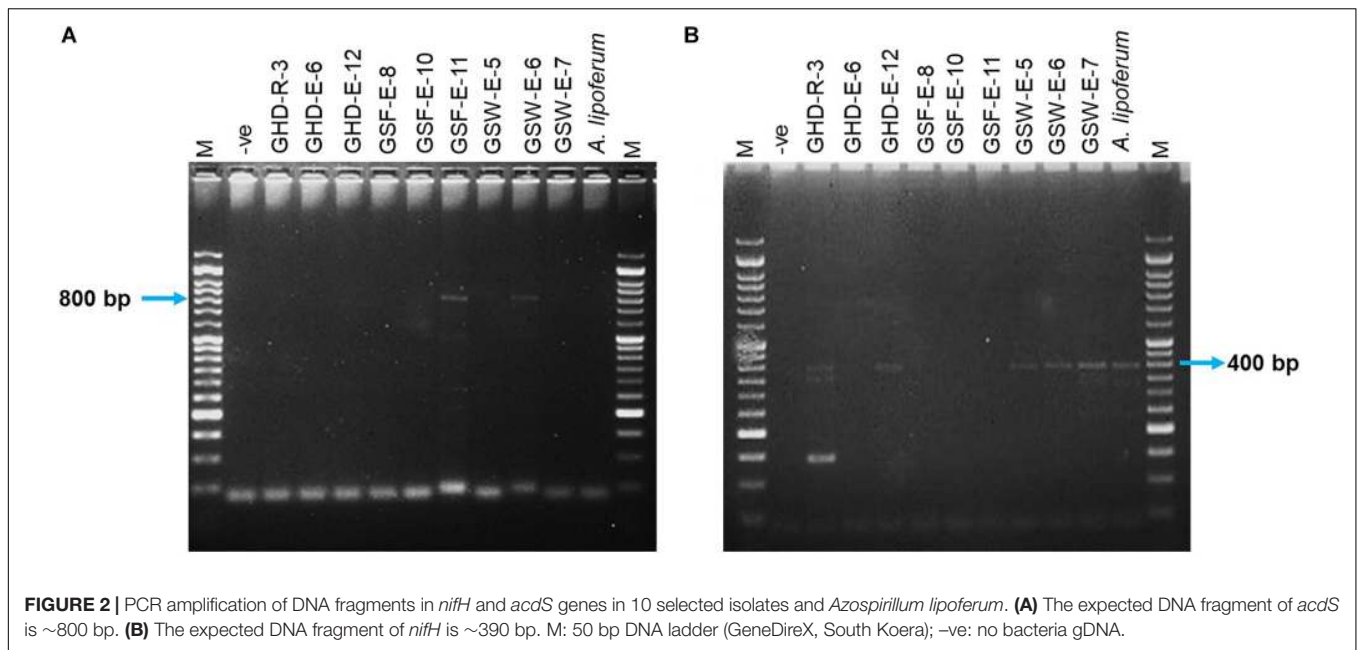 A
M
-ve
GHD-R-3
GHD-E-6
GHD-E-12
GSF-E-8
GSF-E-10
GSF-E-11
GSW-E-5
GSW-E-6
GSW-E-7
A. lipoferum
M
800 bp
B
M
-ve
GHD-R-3
GHD-E-6
GHD-E-12
GSF-E-8
GSF-E-10
GSF-E-11
GSW-E-5
GSW-E-6
GSW-E-7
A. lipoferum
M
400 bp
FIGURE 2 | PCR amplification of DNA fragments in nifH and acdS genes in 10 selected isolates and Azospirillum lipoferum. (A) The expected DNA fragment of acdS
is ~800 bp. (B) The expected DNA fragment of nifH is ~390 bp. M: 50 bp DNA ladder (GeneDireX, South Koera); –ve: no bacteria gDNA.